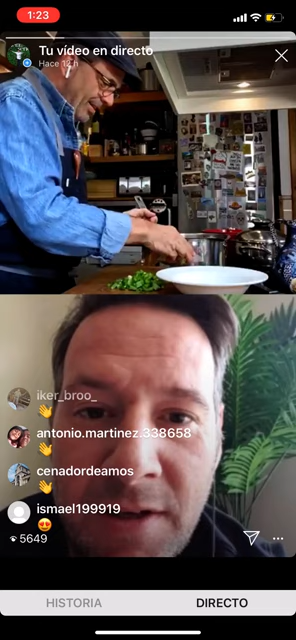 1:23
Tu vídeo en directo
Hace 12 h
iker_broo_
antonio.martinez.338658
cenadordeamos
ismael199919
5649
HISTORIA
DIRECTO